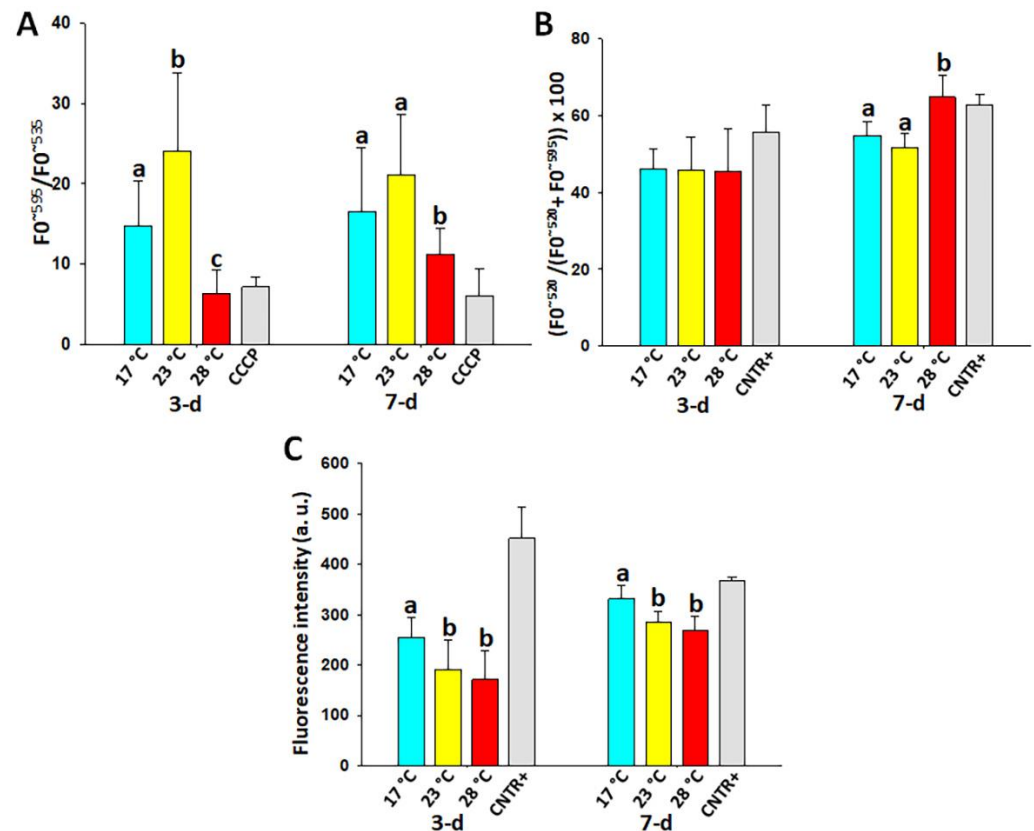 A
F0~595/F0~535
40
30
20
10
0
a
b
c
a
a
b
17 °C
23 °C
28 °C
CCCP
17 °C
23 °C
28 °C
CCCP
3-d
7-d
B
(F0~520 /(F0~520+ F0~595)) x 100
80
60
40
20
0
a
a
b
17 °C
23 °C
28 °C
CNTR+
17 °C
23 °C
28 °C
CNTR+
3-d
7-d
C
Fluorescence intensity (a. u.)
600
500
400
300
200
100
0
a
b
b
a
b
b
17 °C
23 °C
28 °C
CNTR+
17 °C
23 °C
28 °C
CNTR+
3-d
7-d